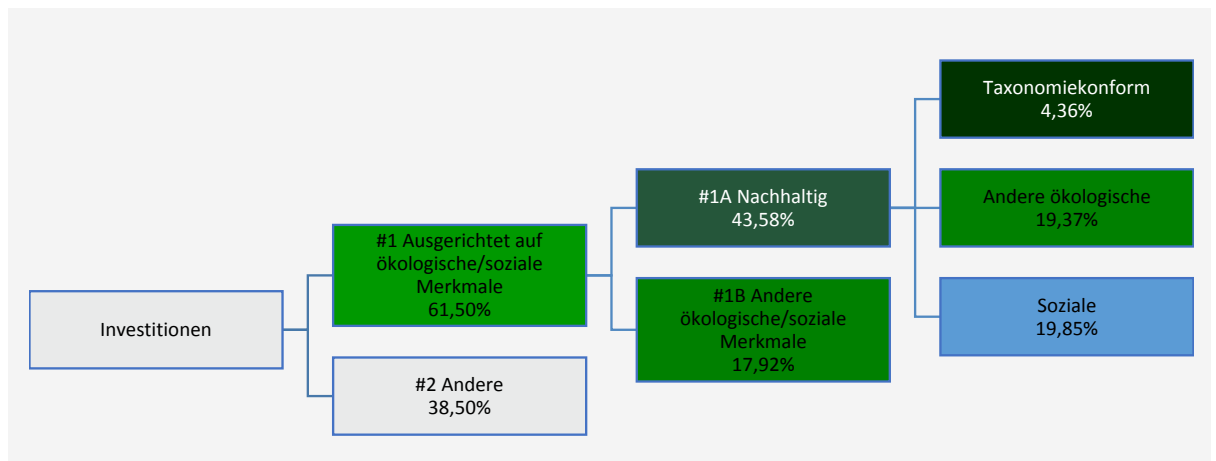 Investitionen
#1 Ausgerichtet auf
ökologische/soziale
Merkmale
61,50%
#2 Andere
38,50%
#1A Nachhaltig
43,58%
#1B Andere
ökologische/soziale
Merkmale
17,92%
Taxonomiekonform
4,36%
Andere ökologische
19,37%
Soziale
19,85%